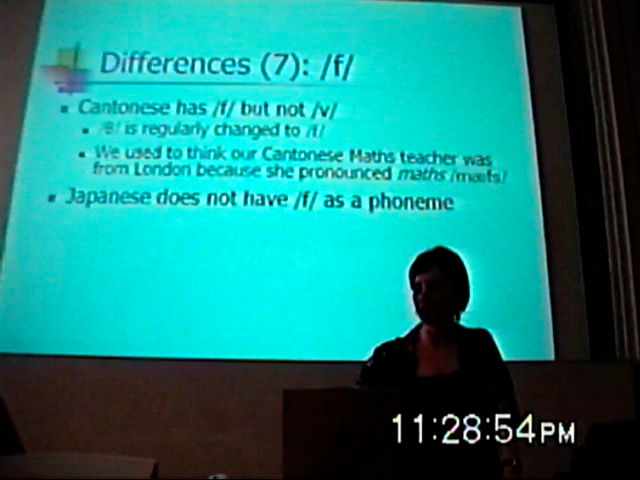 Differences (7): /f/
Cantonese has /f/ but not /v/
/θ/ is regularly changed to /f/
We used to think our Cantonese Maths teacher was
from London because she pronounced maths /mæfs/
Japanese does not have /f/ as a phoneme
11:28:54PM